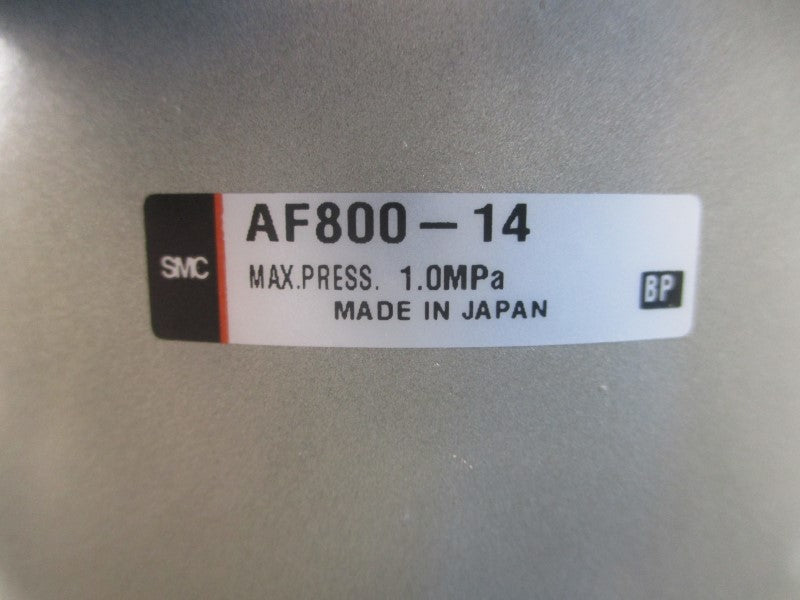 SMC
AF800-14
MAX.PRESS. 1.0MPa
MADE IN JAPAN
BP